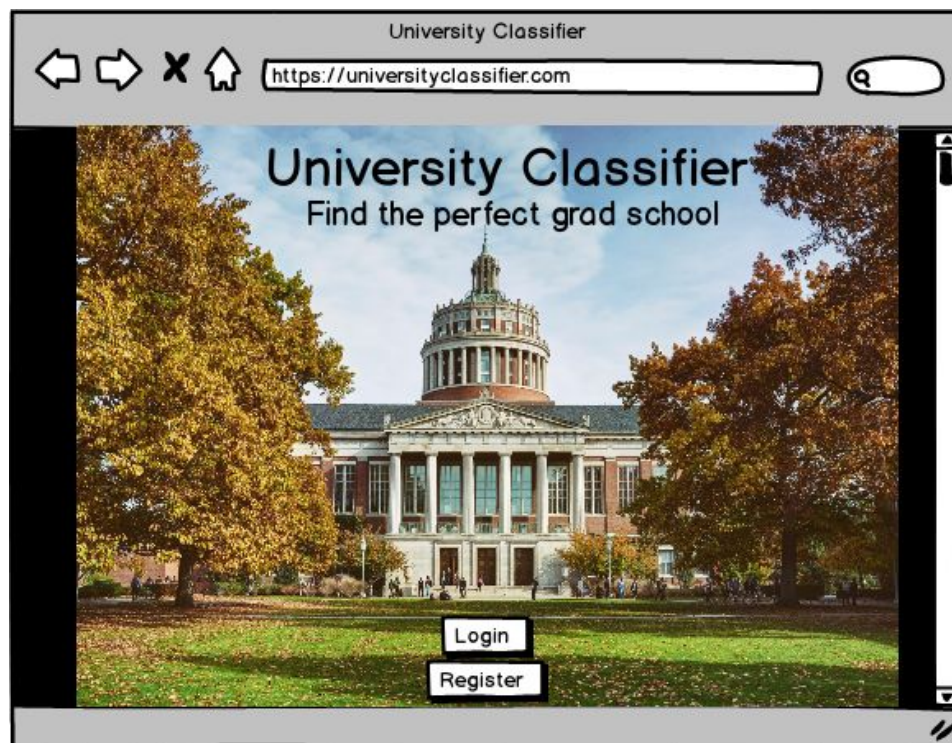 University Classifier
https://universityclassifier.com
University Classifier
Find the perfect grad school
Login
Register